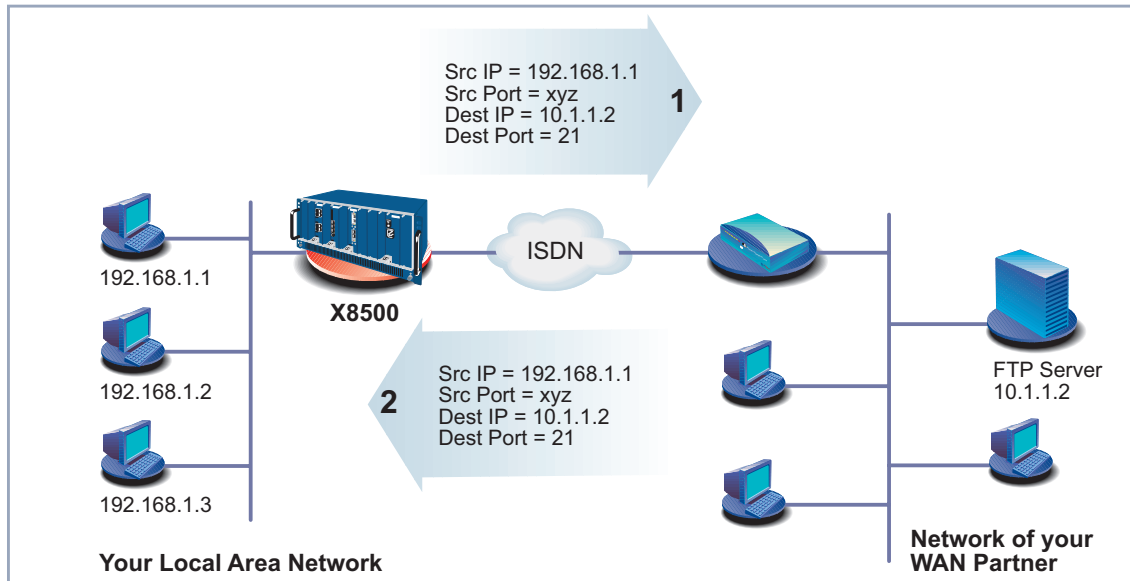 Src IP = 192.168.1.1
Src Port = xyz
Dest IP = 10.1.1.2
Dest Port = 21
1
192.168.1.1
X8500
ISDN
192.168.1.2
2
Src IP = 192.168.1.1
Src Port = xyz
Dest IP = 10.1.1.2
Dest Port = 21
FTP Server
10.1.1.2
192.168.1.3
Your Local Area Network
Network of your
WAN Partner